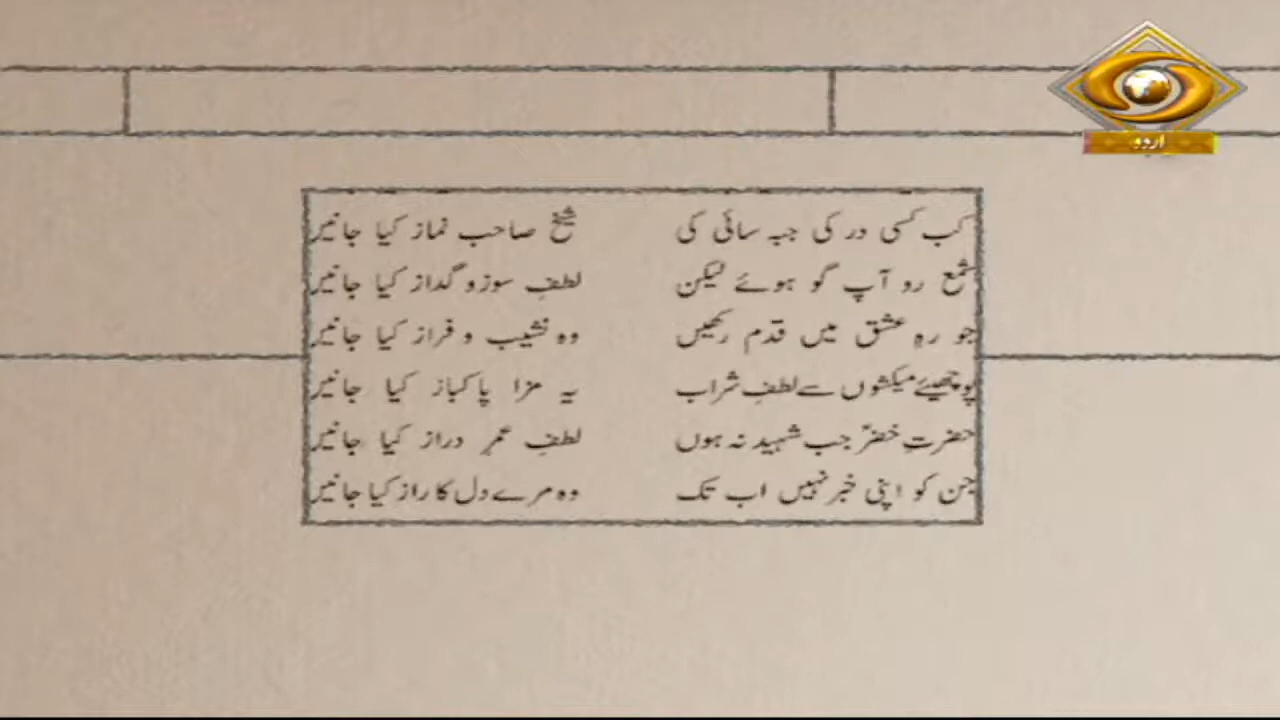 اردو
کب کسی در کی جبہ سائی کی شیخ صاحب نماز کیا جانیں
شمع رو آپ گو ہوئے لیکن لطفِ سوز و گداز کیا جانیں
جو رہِ عشق میں قدم رکھیں وہ نشیب و فراز کیا جانیں
پوچھیئے میکشوں سے لطفِ شراب یہ مزا پاکباز کیا جانیں
حضرتِ خضرؑ جب شہید نہ ہوں لطفِ عمرِ دراز کیا جانیں
جن کو اپنی خبر نہیں اب تک وہ مرے دل کا راز کیا جانیں